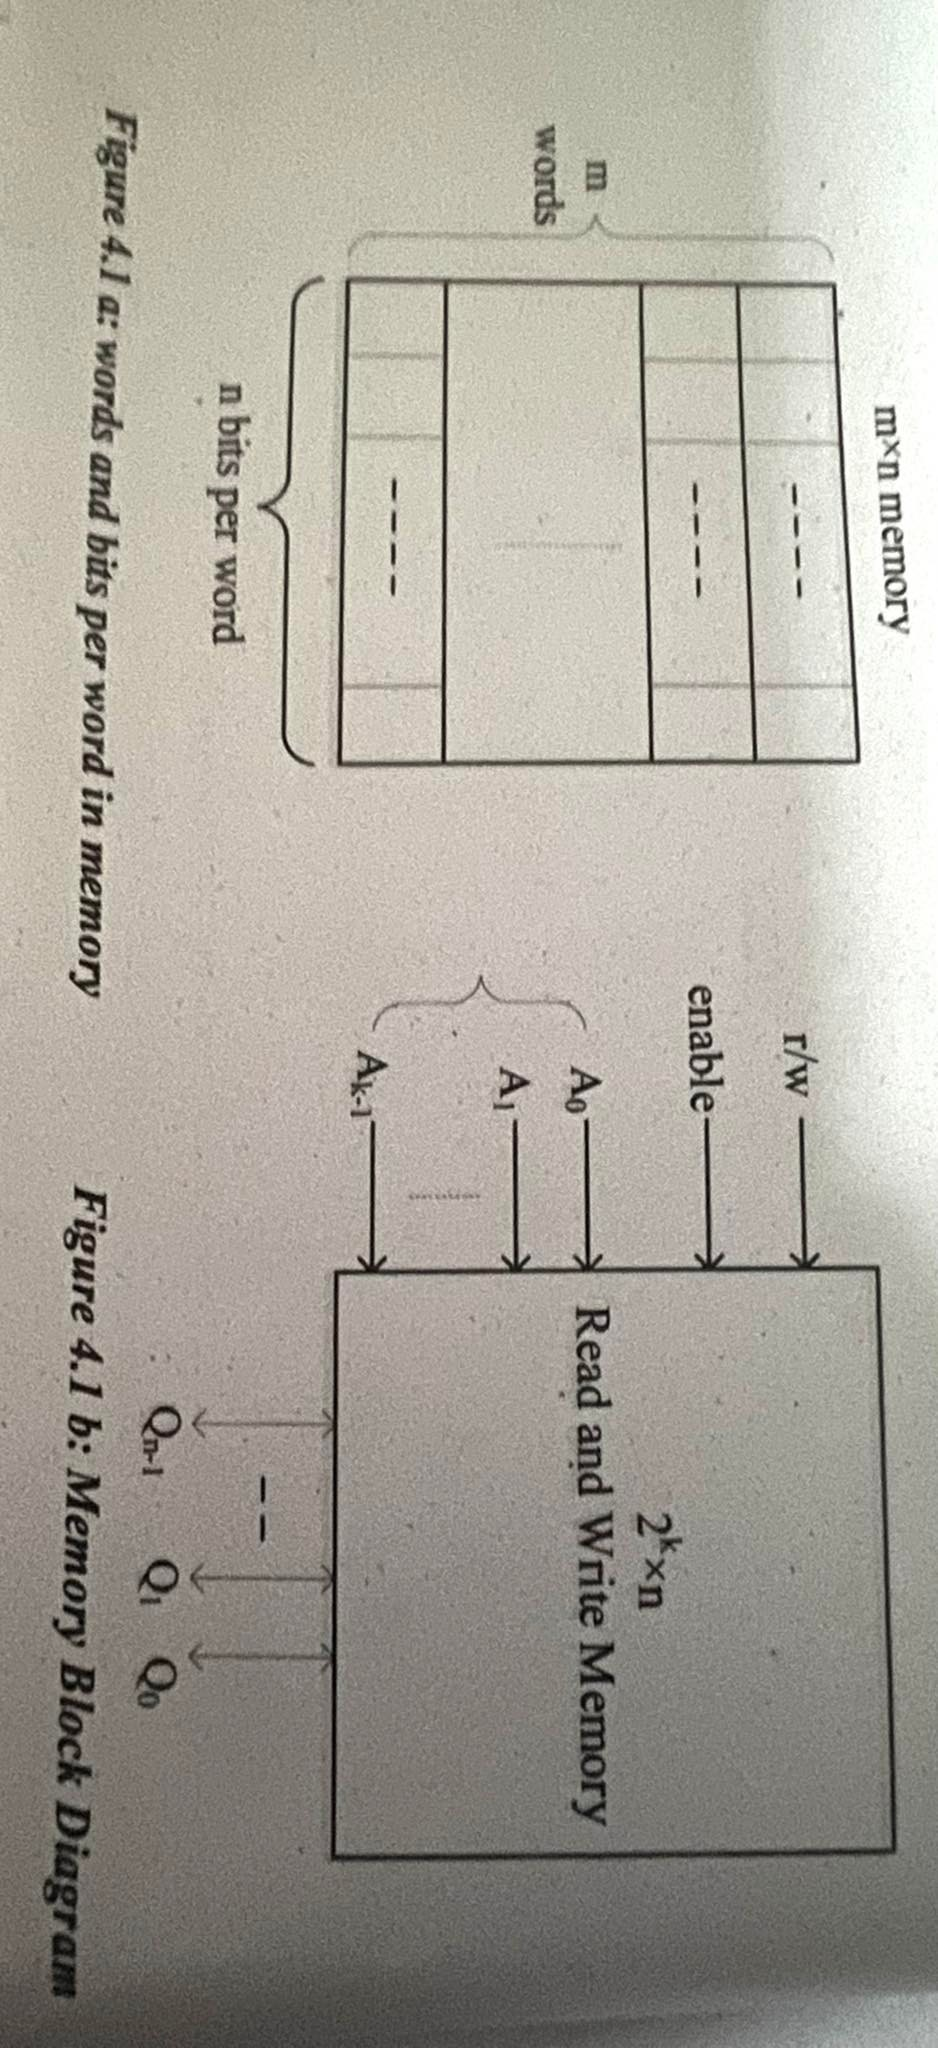 m×n memory
m
words
n bits per word
Figure 4.1 a: words and bits per word in memory
r/w
enable
A₀
A₁
Aₖ₋₁
2ᵏ×n
Read and Write Memory
Qₙ₋₁ Q₁ Q₀
Figure 4.1 b: Memory Block Diagram